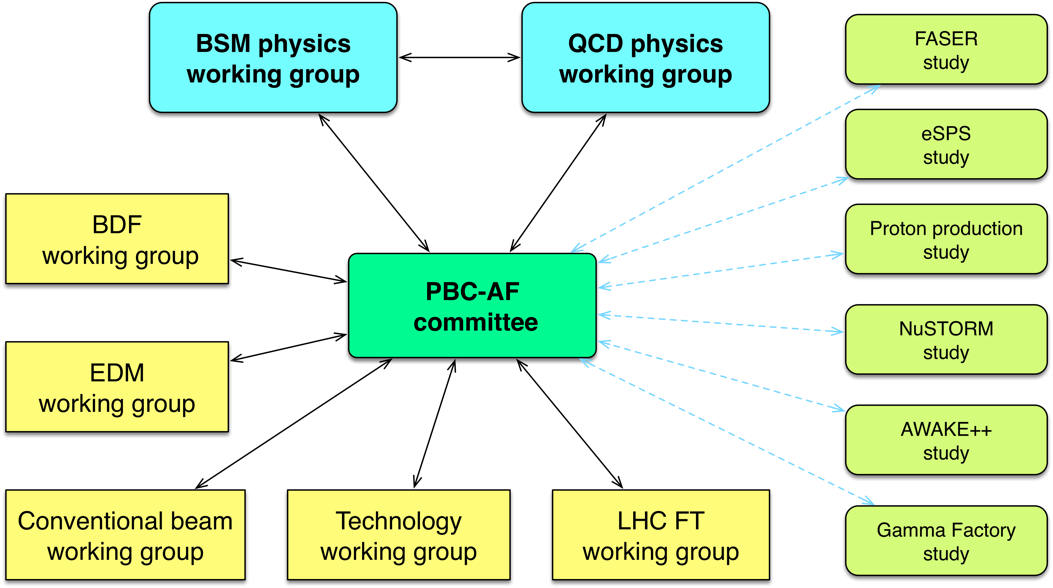 BSM physics
working group
QCD physics
working group
FASER
study
eSPS
study
BDF
working group
Proton production
study
PBC-AF
committee
NuSTORM
study
EDM
working group
AWAKE++
study
Conventional beam
working group
Technology
working group
LHC FT
working group
Gamma Factory
study